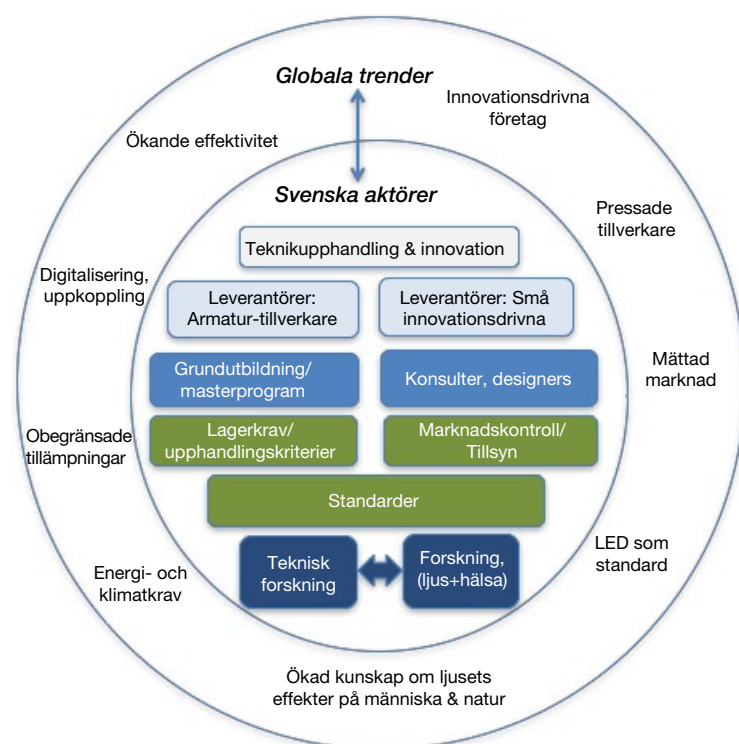 Globala trender
Innovationsdrivna
företag
Ökande effektivitet
Svenska aktörer
Pressade
tillverkare
Teknikupphandling & innovation
Digitalisering,
uppkoppling
Leverantörer:
Armatur-tillverkare
Leverantörer: Små
innovationsdrivna
Grundutbildning/
masterprogram
Konsulter, designers
Mättad
marknad
Obegränsade
tillämpningar
Lagerkrav/
upphandlingskriterier
Marknadskontroll/
Tillsyn
Standarder
LED som
standard
Energi- och
klimatkrav
Teknisk
forskning
Forskning,
(ljus+hälsa)
Ökad kunskap om ljusets
effekter på människa & natur